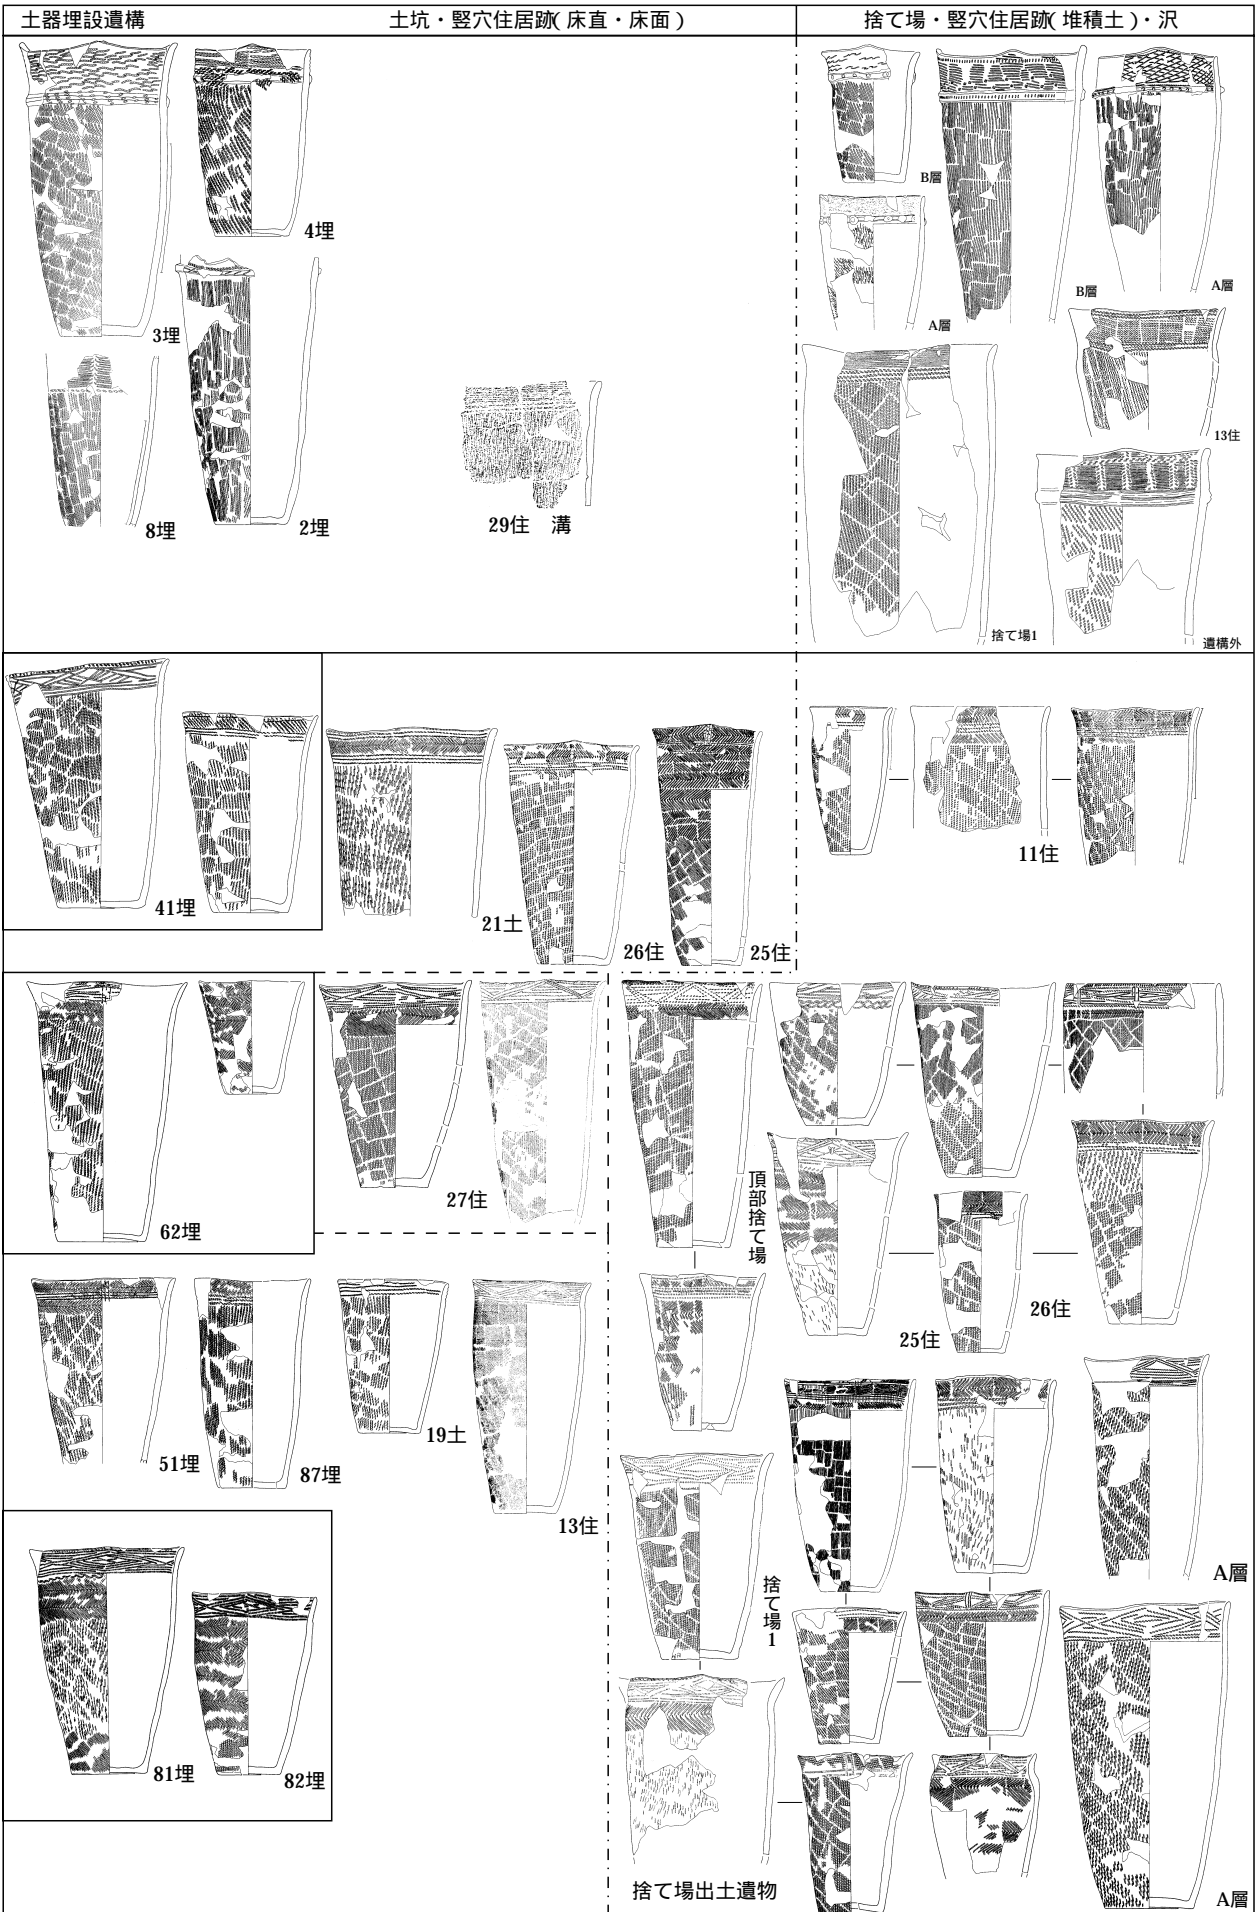 土器埋設遺構
土坑・竪穴住居跡(床直・床面)
捨て場・竪穴住居跡(堆積土)・沢
3埋
4埋
8埋
2埋
29住 溝
B層
A層
B層
A層
13住
捨て場1
遺構外
41埋
21土
26住
25住
11住
62埋
27住
頂部捨て場
25住
26住
51埋
87埋
19土
13住
捨て場1
A層
81埋
82埋
捨て場出土遺物
A層